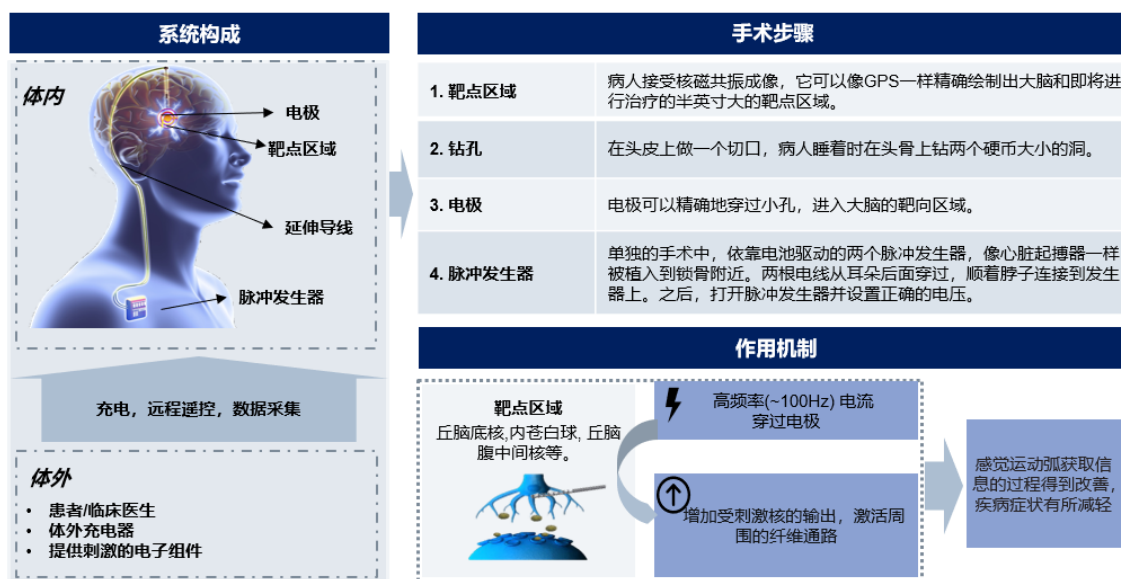 系统构成
体内
电极
靶点区域
延伸导线
脉冲发生器
充电，远程遥控，数据采集
体外
• 患者/临床医生
• 体外充电器
• 提供刺激的电子组件
手术步骤
1. 靶点区域
病人接受核磁共振成像，它可以像GPS一样精确绘制出大脑和即将进
行治疗的半英寸大的靶点区域。
2. 钻孔
在头皮上做一个切口，病人睡着时在头骨上钻两个硬币大小的洞。
3. 电极
电极可以精确地穿过小孔，进入大脑的靶向区域。
4. 脉冲发生器
单独的手术中，依靠电池驱动的两个脉冲发生器，像心脏起搏器一样
被植入到锁骨附近。两根电线从耳朵后面穿过，顺着脖子连接到发生
器上。之后，打开脉冲发生器并设置正确的电压。
作用机制
靶点区域
丘脑底核,内苍白球, 丘脑
腹中间核等。
高频率(~100Hz) 电流
穿过电极
增加受刺激核的输出，激活周
围的纤维通路
感觉运动弧获取信
息的过程得到改善，
疾病症状有所减轻